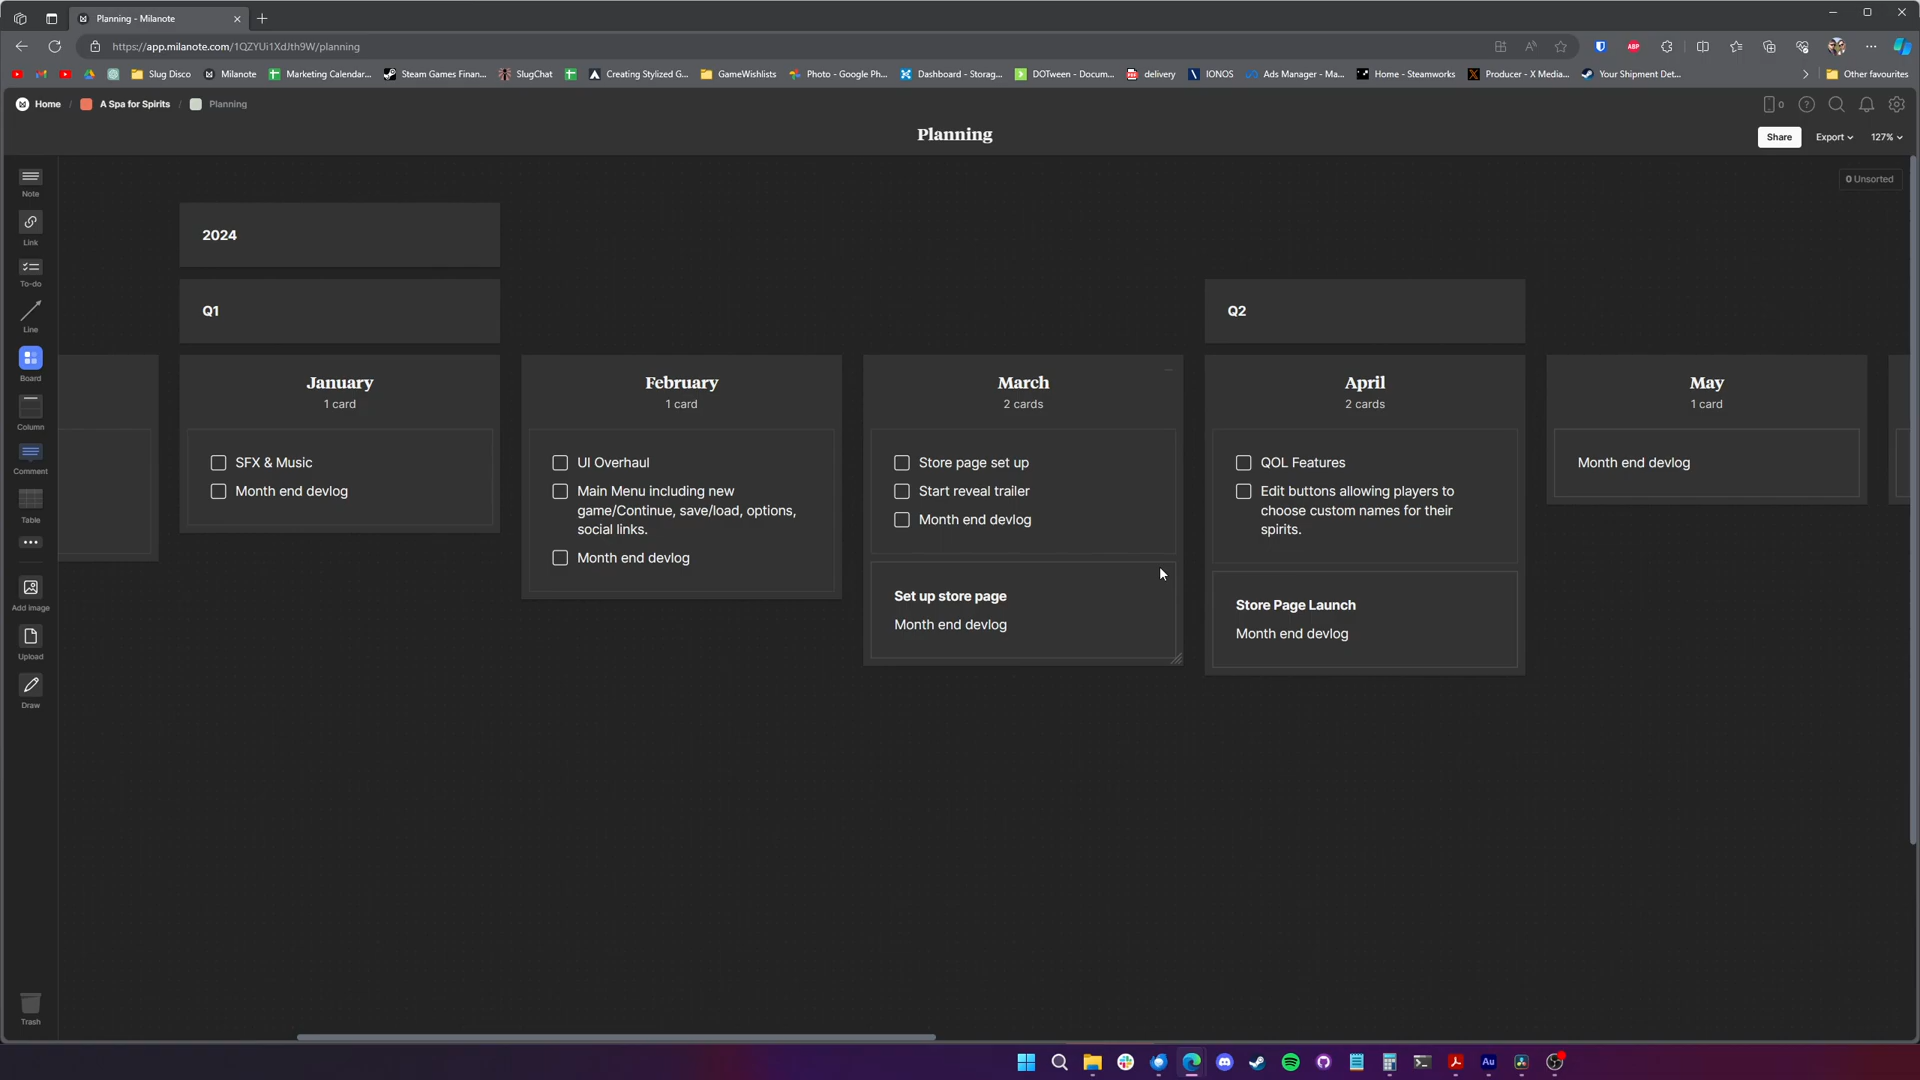 Planning - Milanote
https://app.milanote.com/1QZYUi1XdJth9W/planning
Slug Disco
Milanote
Marketing Calendar...
Steam Games Finan...
SlugChat
Creating Stylized G...
GameWishlists
Photo - Google Ph...
Dashboard - Storag...
DOTween - Docum...
delivery
IONOS
Ads Manager - Ma...
Home - Steamworks
Producer - X Media...
Your Shipment Det...
Other favourites
Home / A Spa for Spirits / Planning
0
Planning
Share
Export
127%
0 Unsorted
Note
Link
To-do
Line
Board
Column
Comment
Table
Add image
Upload
Draw
Trash
2024
Q1
Q2
January
1 card
SFX & Music
Month end devlog
February
1 card
UI Overhaul
Main Menu including new
game/Continue, save/load, options,
social links.
Month end devlog
March
2 cards
Store page set up
Start reveal trailer
Month end devlog
Set up store page
Month end devlog
April
2 cards
QOL Features
Edit buttons allowing players to
choose custom names for their
spirits.
Store Page Launch
Month end devlog
May
1 card
Month end devlog
ABP
Au